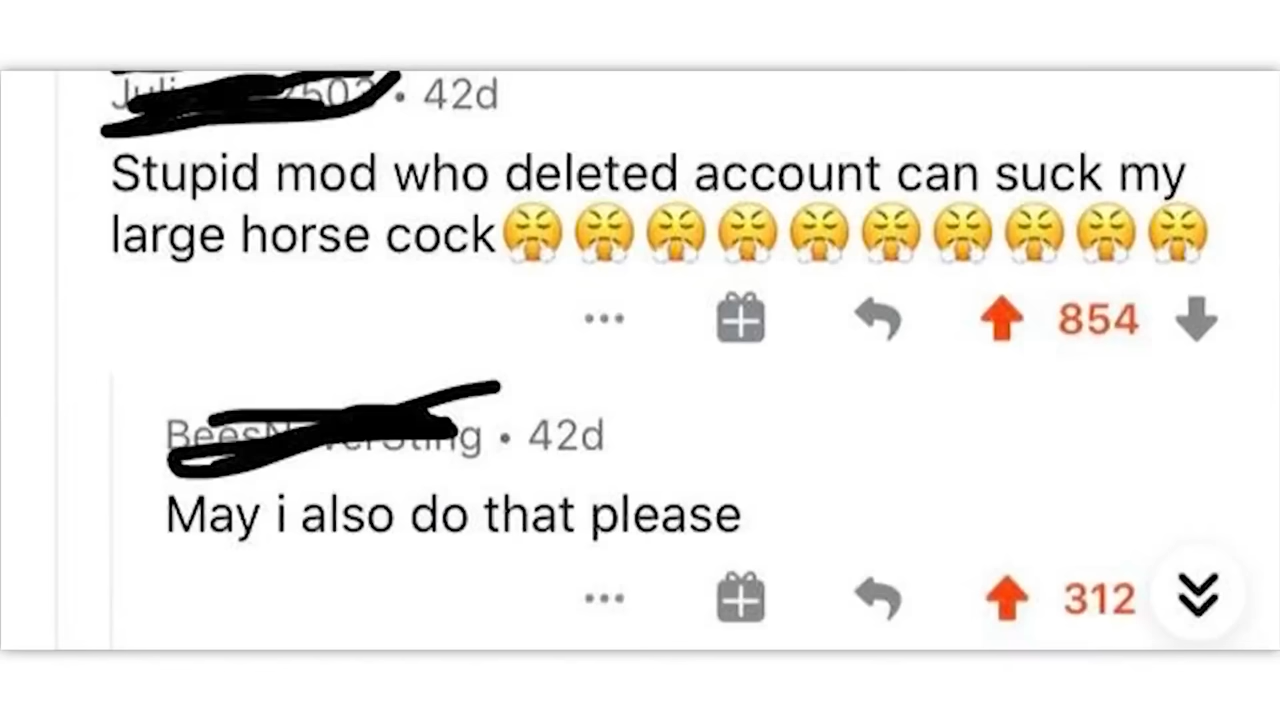 • 42d
Stupid mod who deleted account can suck my
large horse cock😤😤😤😤😤😤😤😤😤😤
854
• 42d
May i also do that please
312